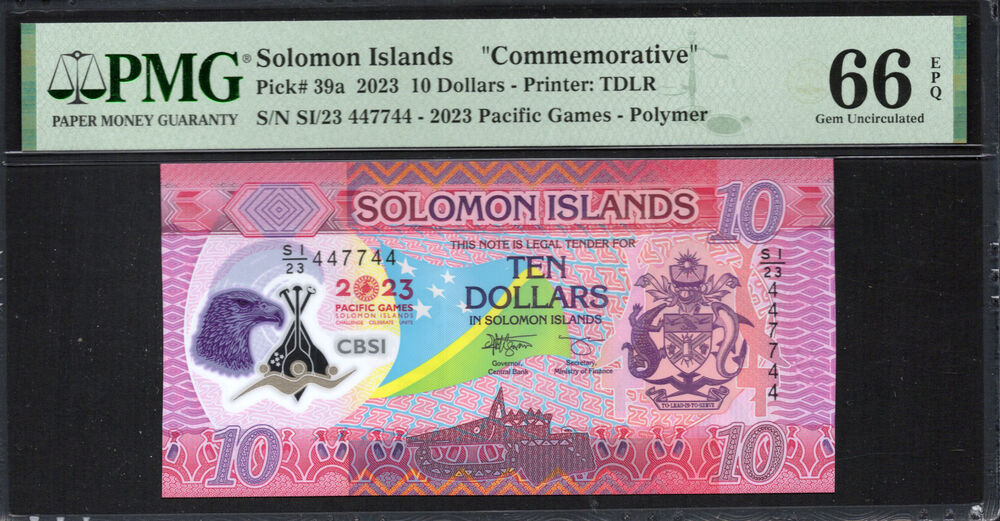 PMG®
PAPER MONEY GUARANTY
Solomon Islands "Commemorative"
Pick# 39a 2023 10 Dollars - Printer: TDLR
S/N SI/23 447744 - 2023 Pacific Games - Polymer
66 EPQ
Gem Uncirculated
SOLOMON ISLANDS
10
THIS NOTE IS LEGAL TENDER FOR
TEN
DOLLARS
IN SOLOMON ISLANDS
Governor,
Central Bank
Secretary,
Ministry of Finance
SI/23 447744
2023
PACIFIC GAMES
SOLOMON ISLANDS
CHALLENGE CELEBRATE UNITE
CBSI
SI/23 447744
TO LEAD IS TO SERVE
10
10